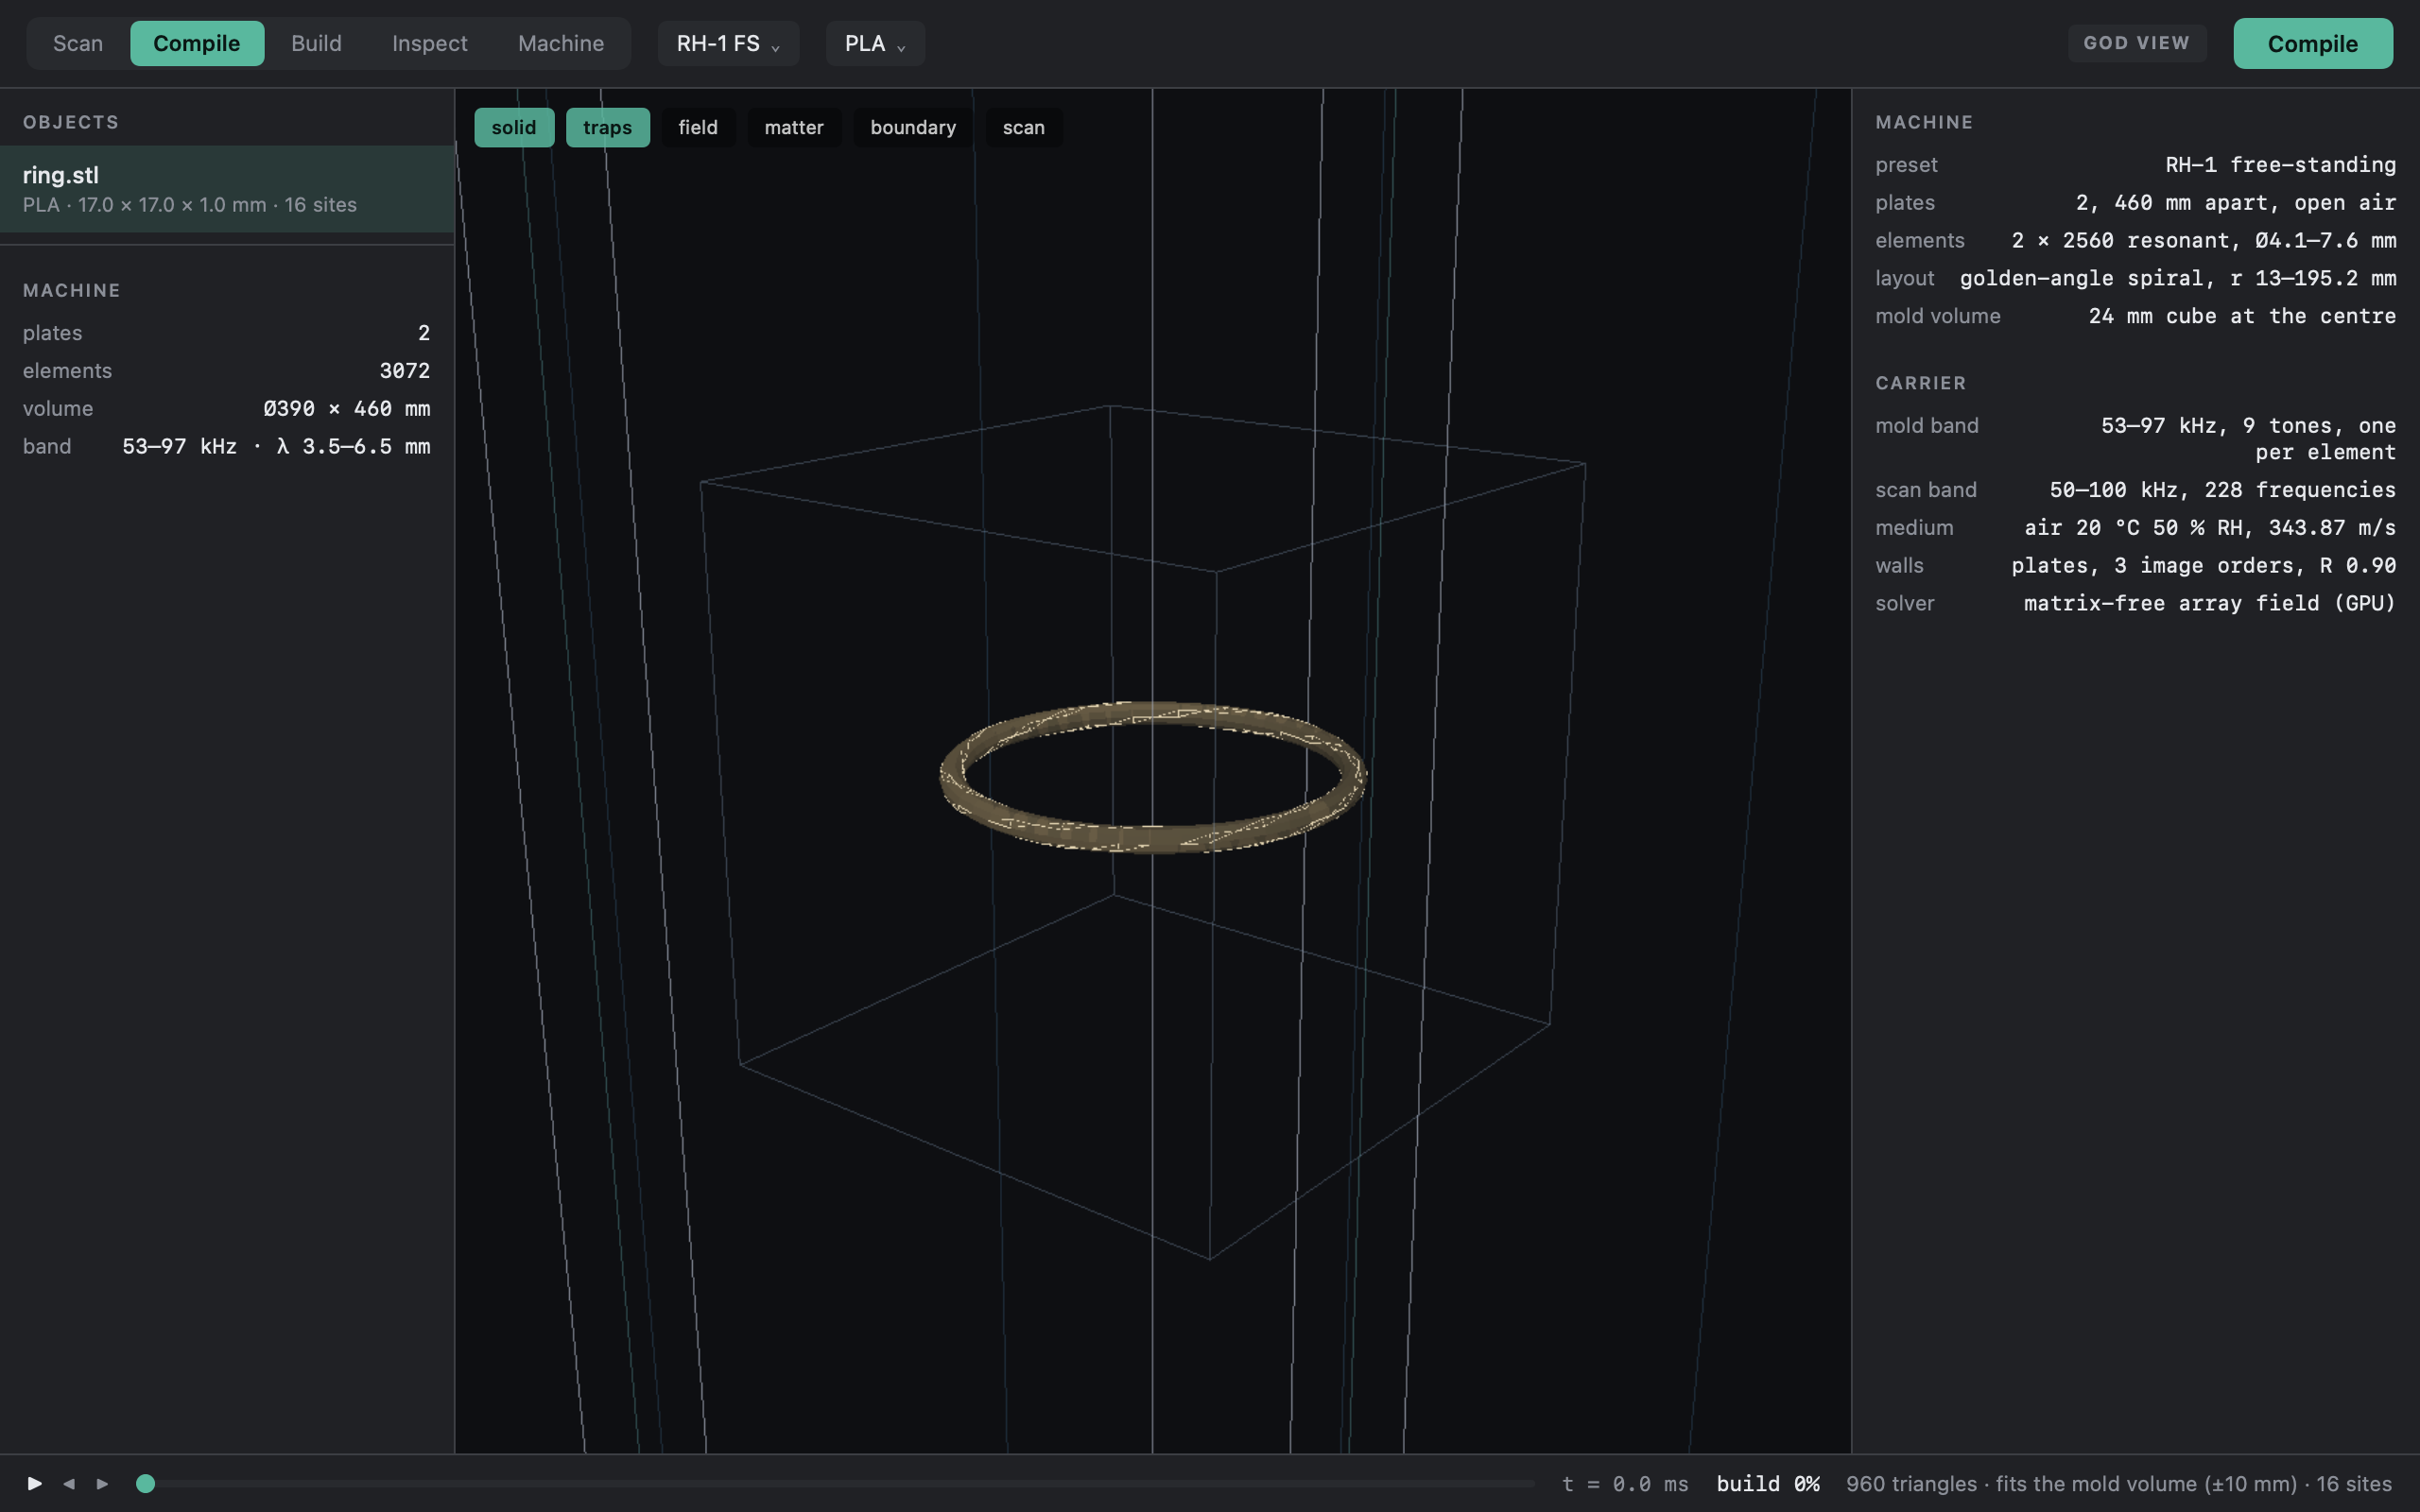 Scan Compile Build Inspect Machine RH-1 FS PLA GOD VIEW Compile
OBJECTS
ring.stl
PLA · 17.0 × 17.0 × 1.0 mm · 16 sites
MACHINE
plates 2
elements 3072
volume Ø390 × 460 mm
band 53–97 kHz · λ 3.5–6.5 mm
solid traps field matter boundary scan
MACHINE
preset RH-1 free-standing
plates 2, 460 mm apart, open air
elements 2 × 2560 resonant, Ø4.1–7.6 mm
layout golden-angle spiral, r 13–195.2 mm
mold volume 24 mm cube at the centre
CARRIER
mold band 53–97 kHz, 9 tones, one
per element
scan band 50–100 kHz, 228 frequencies
medium air 20 °C 50 % RH, 343.87 m/s
walls plates, 3 image orders, R 0.90
solver matrix-free array field (GPU)
t = 0.0 ms build 0% 960 triangles · fits the mold volume (±10 mm) · 16 sites